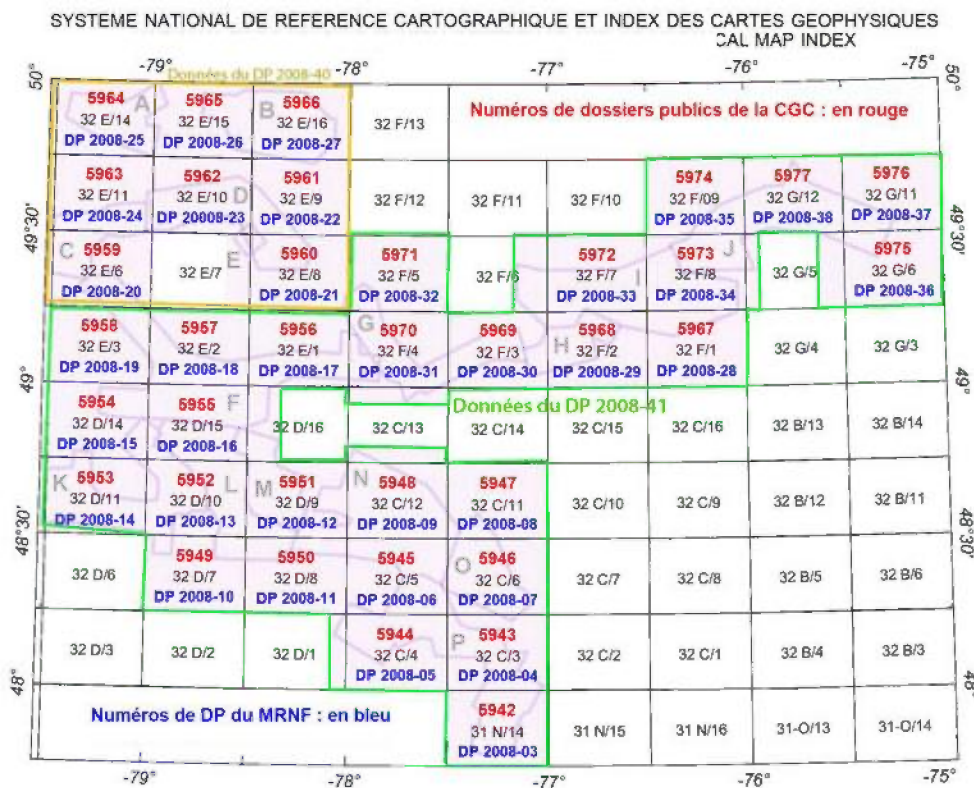 SYSTEME NATIONAL DE REFERENCE CARTOGRAPHIQUE ET INDEX DES CARTES GEOPHYSIQUES
CAL MAP INDEX
-79° -78° -77° -76° -75°
Données du DP 2008-40
50° 50°
5964 A 5965 B 5966
32 E/14 32 E/15 32 E/16 32 F/13
DP 2008-25 DP 2008-26 DP 2008-27
Numéros de dossiers publics de la CGC : en rouge
5963 5962 5961 5974 5977 5976
32 E/11 32 E/10 D 32 E/9 32 F/12 32 F/11 32 F/10 32 F/09 32 G/12 32 G/11
DP 2008-24 DP 20008-23 DP 2008-22 DP 2008-35 DP 2008-38 DP 2008-37
49°30' 49°30'
C 5959 E 5960 5971 5972 I 5973 J 5975
32 E/6 32 E/7 32 E/8 32 F/5 32 F/6 32 F/7 32 F/8 32 G/5 32 G/6
DP 2008-20 DP 2008-21 DP 2008-32 DP 2008-33 DP 2008-34 DP 2008-36
5958 5957 5956 G 5970 5969 H 5968 5967
32 E/3 32 E/2 32 E/1 32 F/4 32 F/3 32 F/2 32 F/1 32 G/4 32 G/3
DP 2008-19 DP 2008-18 DP 2008-17 DP 2008-31 DP 2008-30 DP 20008-29 DP 2008-28
49° 49°
Données du DP 2008-41
5954 5955 F
32 D/14 32 D/15 32 D/16 32 C/13 32 C/14 32 C/15 32 C/16 32 B/13 32 B/14
DP 2008-15 DP 2008-16
K 5953 5952 L M 5951 N 5948 5947
32 D/11 32 D/10 32 D/9 32 C/12 32 C/11 32 C/10 32 C/9 32 B/12 32 B/11
DP 2008-14 DP 2008-13 DP 2008-12 DP 2008-09 DP 2008-08
48°30' 48°30'
5949 5950 5945 O 5946
32 D/6 32 D/7 32 D/8 32 C/5 32 C/6 32 C/7 32 C/8 32 B/5 32 B/6
DP 2008-10 DP 2008-11 DP 2008-06 DP 2008-07
5944 P 5943
32 D/3 32 D/2 32 D/1 32 C/4 32 C/3 32 C/2 32 C/1 32 B/4 32 B/3
DP 2008-05 DP 2008-04
48° 48°
Numéros de DP du MRNF : en bleu
5942
31 N/14 31 N/15 31 N/16 31-O/13 31-O/14
DP 2008-03
-79° -78° -77° -76° -75°